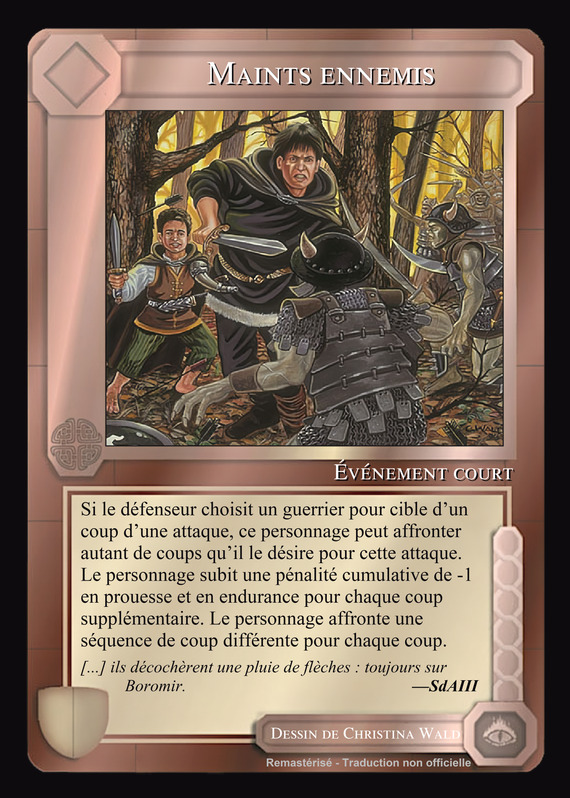 Maints ennemis
C. WALD
Événement court
Si le défenseur choisit un guerrier pour cible d'un
coup d'une attaque, ce personnage peut affronter
autant de coups qu'il le désire pour cette attaque.
Le personnage subit une pénalité cumulative de -1
en prouesse et en endurance pour chaque coup
supplémentaire. Le personnage affronte une
séquence de coup différente pour chaque coup.
[...] ils décochèrent une pluie de flèches : toujours sur
Boromir. —SdAIII
Dessin de Christina Wald
Remastérisé - Traduction non officielle